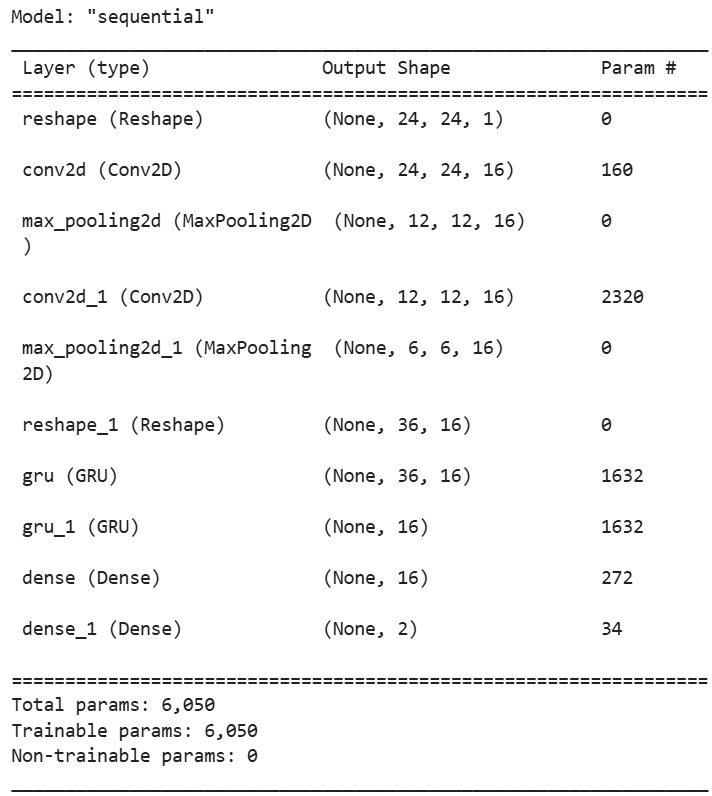 Model: "sequential"
_________________________________________________________________
Layer (type) Output Shape Param #
=================================================================
reshape (Reshape) (None, 24, 24, 1) 0
conv2d (Conv2D) (None, 24, 24, 16) 160
max_pooling2d (MaxPooling2D (None, 12, 12, 16) 0
)
conv2d_1 (Conv2D) (None, 12, 12, 16) 2320
max_pooling2d_1 (MaxPooling (None, 6, 6, 16) 0
2D)
reshape_1 (Reshape) (None, 36, 16) 0
gru (GRU) (None, 36, 16) 1632
gru_1 (GRU) (None, 16) 1632
dense (Dense) (None, 16) 272
dense_1 (Dense) (None, 2) 34
=================================================================
Total params: 6,050
Trainable params: 6,050
Non-trainable params: 0
_________________________________________________________________